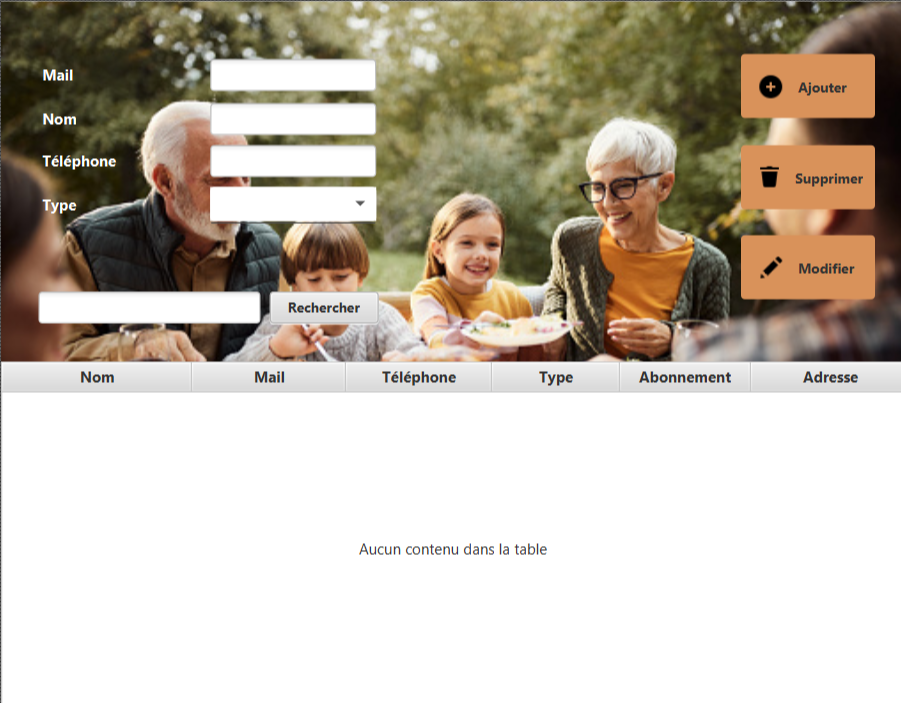 Mail
Nom
Téléphone
Type
Rechercher
Ajouter
Supprimer
Modifier
Nom Mail Téléphone Type Abonnement Adresse
Aucun contenu dans la table